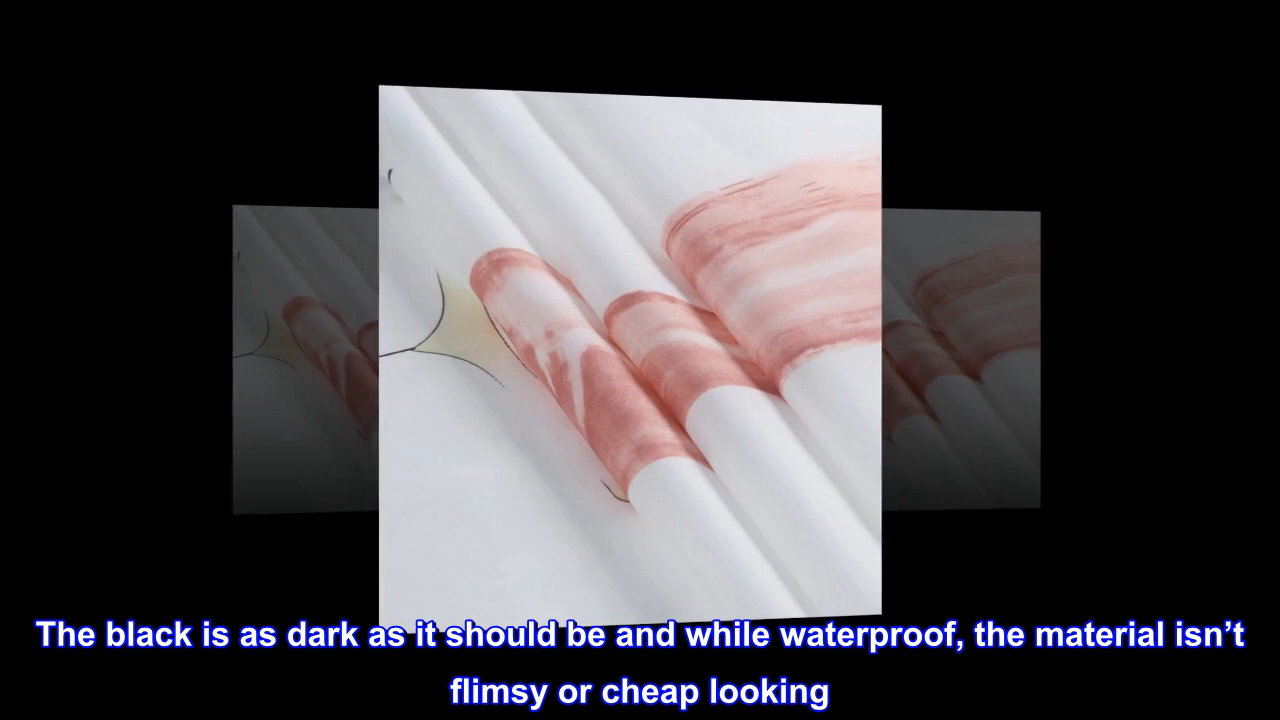 The black is as dark as it should be and while waterproof, the material isn’t
flimsy or cheap looking